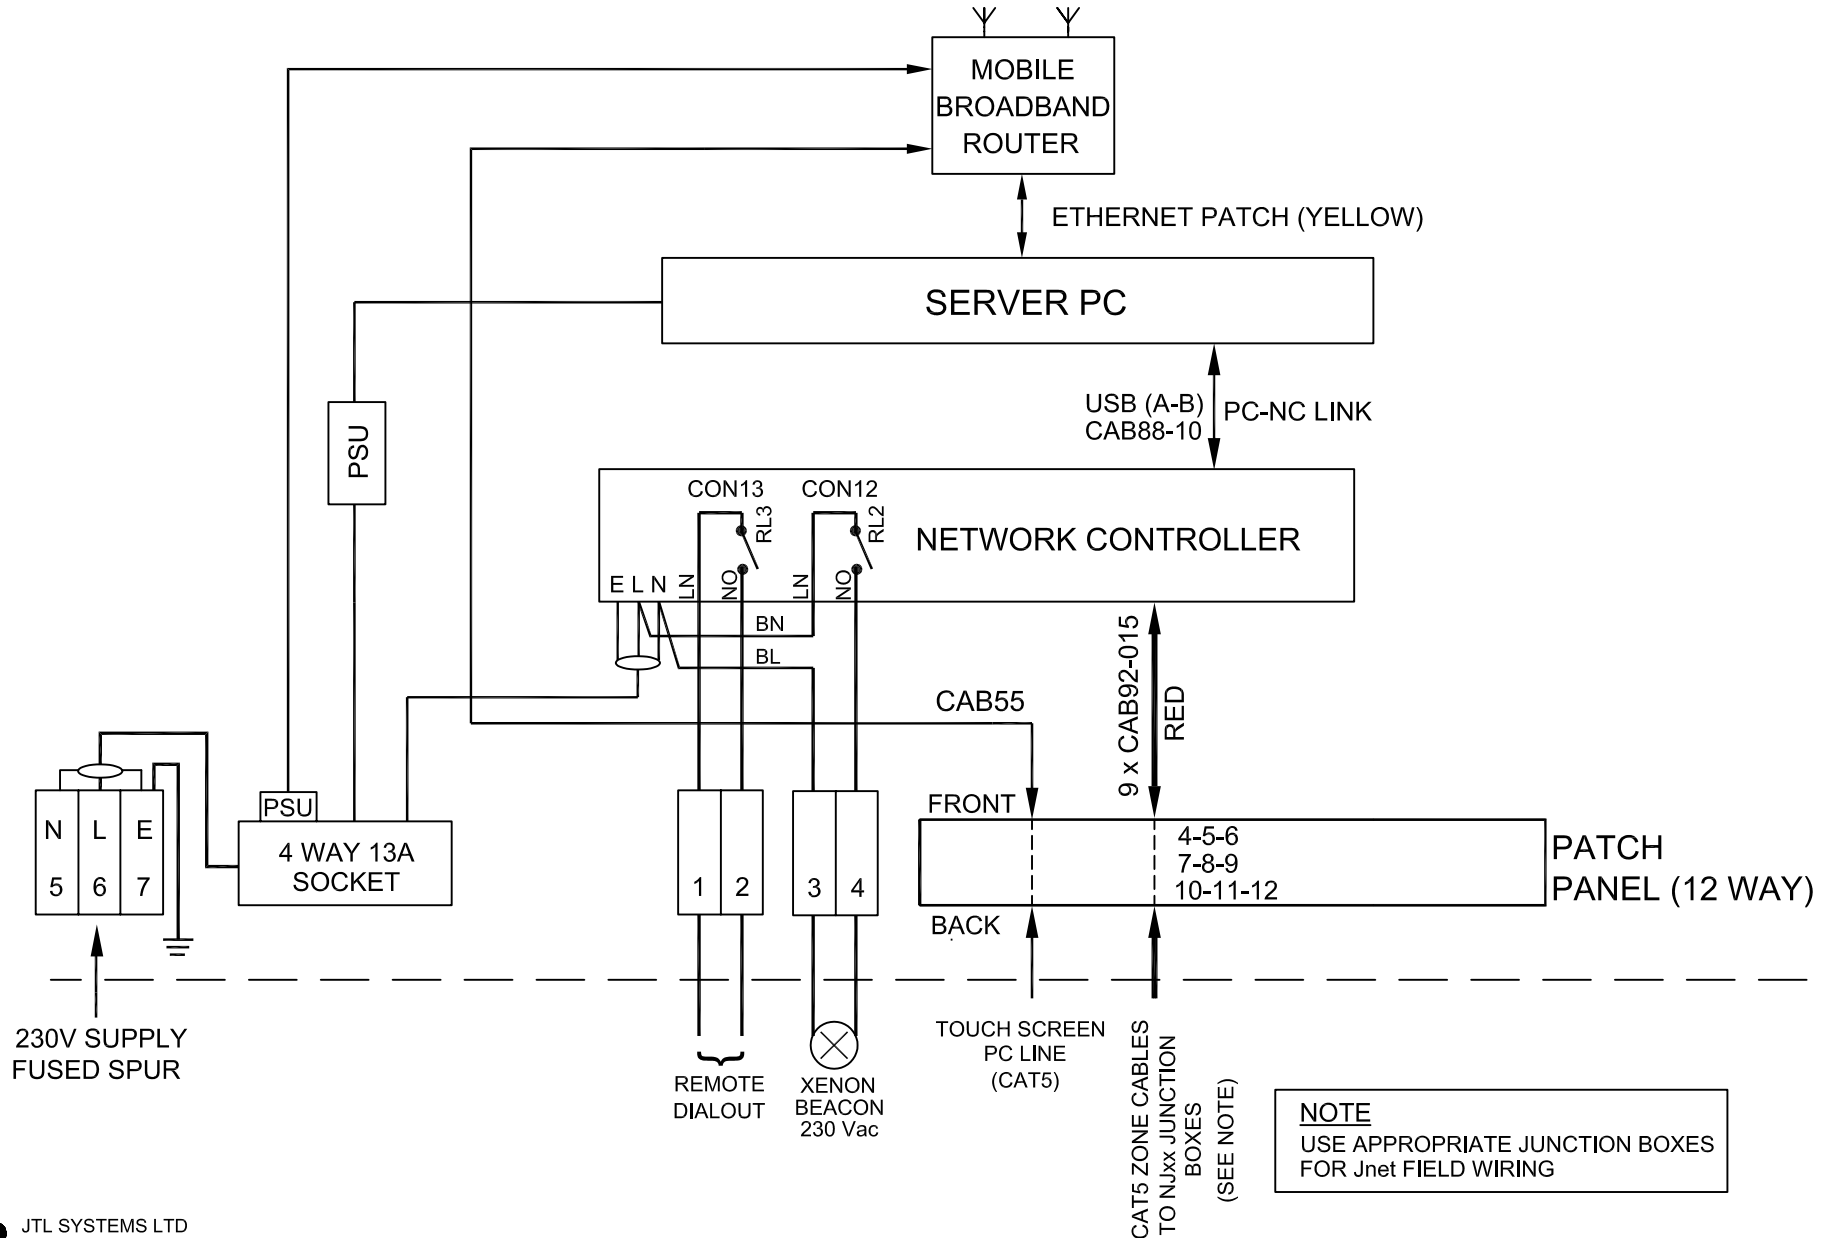 MOBILE
BROADBAND
ROUTER
ETHERNET PATCH (YELLOW)
SERVER PC
USB (A-B)
CAB88-10
PC-NC LINK
PSU
CON13
CON12
RL3
RL2
NETWORK CONTROLLER
E L N
LN
NO
LN
NO
BN
BL
CAB55
9 x CAB92-015
RED
N L E
5 6 7
PSU
4 WAY 13A
SOCKET
1 2
3 4
FRONT
BACK
4-5-6
7-8-9
10-11-12
PATCH
PANEL (12 WAY)
230V SUPPLY
FUSED SPUR
REMOTE
DIALOUT
XENON
BEACON
230 Vac
TOUCH SCREEN
PC LINE
(CAT5)
CAT5 ZONE CABLES
TO NJxx JUNCTION
BOXES
(SEE NOTE)
NOTE
USE APPROPRIATE JUNCTION BOXES
FOR Jnet FIELD WIRING
JTL SYSTEMS LTD